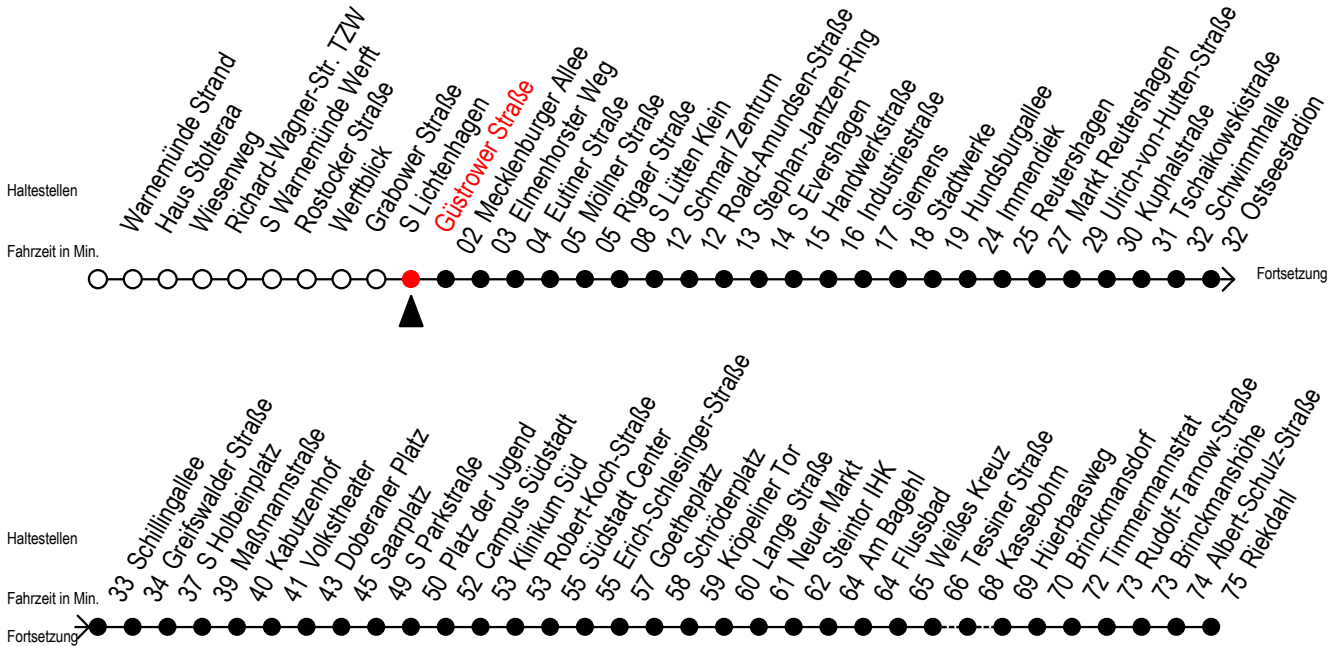 Haltestellen
Warnemünde Strand
Haus Stolteraa
Wiesenweg
Richard-Wagner-Str. TZW
S Warnemünde Werft
Rostocker Straße
Werftblick
Grabower Straße
S Lichtenhagen
Güstrower Straße
02 Mecklenburger Allee
03 Elmenhorster Weg
04 Eutiner Straße
05 Möllner Straße
05 Rigaer Straße
08 S Lütten Klein
12 Schmarl Zentrum
12 Roald-Amundsen-Straße
13 Stephan-Jantzen-Ring
14 S Evershagen
15 Handwerkstraße
16 Industriestraße
17 Siemens
18 Stadtwerke
19 Hundsburgallee
24 Immendiek
25 Reutershagen
27 Markt Reutershagen
29 Ulrich-von-Hutten-Straße
30 Kuphalstraße
31 Tschaikowskistraße
32 Schwimmhalle
32 Ostseestadion
Fahrzeit in Min.
Fortsetzung
Haltestellen
33 Schillingallee
34 Greifswalder Straße
37 S Holbeinplatz
39 Maßmannstraße
40 Kabutzenhof
41 Volkstheater
43 Doberaner Platz
45 Saarplatz
49 S Parkstraße
50 Platz der Jugend
52 Campus Südstadt
53 Klinikum Süd
53 Robert-Koch-Straße
55 Südstadt Center
55 Erich-Schlesinger-Straße
57 Goetheplatz
58 Schröderplatz
59 Kröpeliner Tor
60 Lange Straße
61 Neuer Markt
62 Steintor IHK
64 Am Bagehl
64 Flussbad
65 Weißes Kreuz
66 Tessiner Straße
68 Kassebohm
69 Hüerbaasweg
70 Brinckmansdorf
72 Timmermannstrat
73 Rudolf-Tarnow-Straße
73 Brinckmanshöhe
74 Albert-Schulz-Straße
75 Riekdahl
Fahrzeit in Min.
Fortsetzung